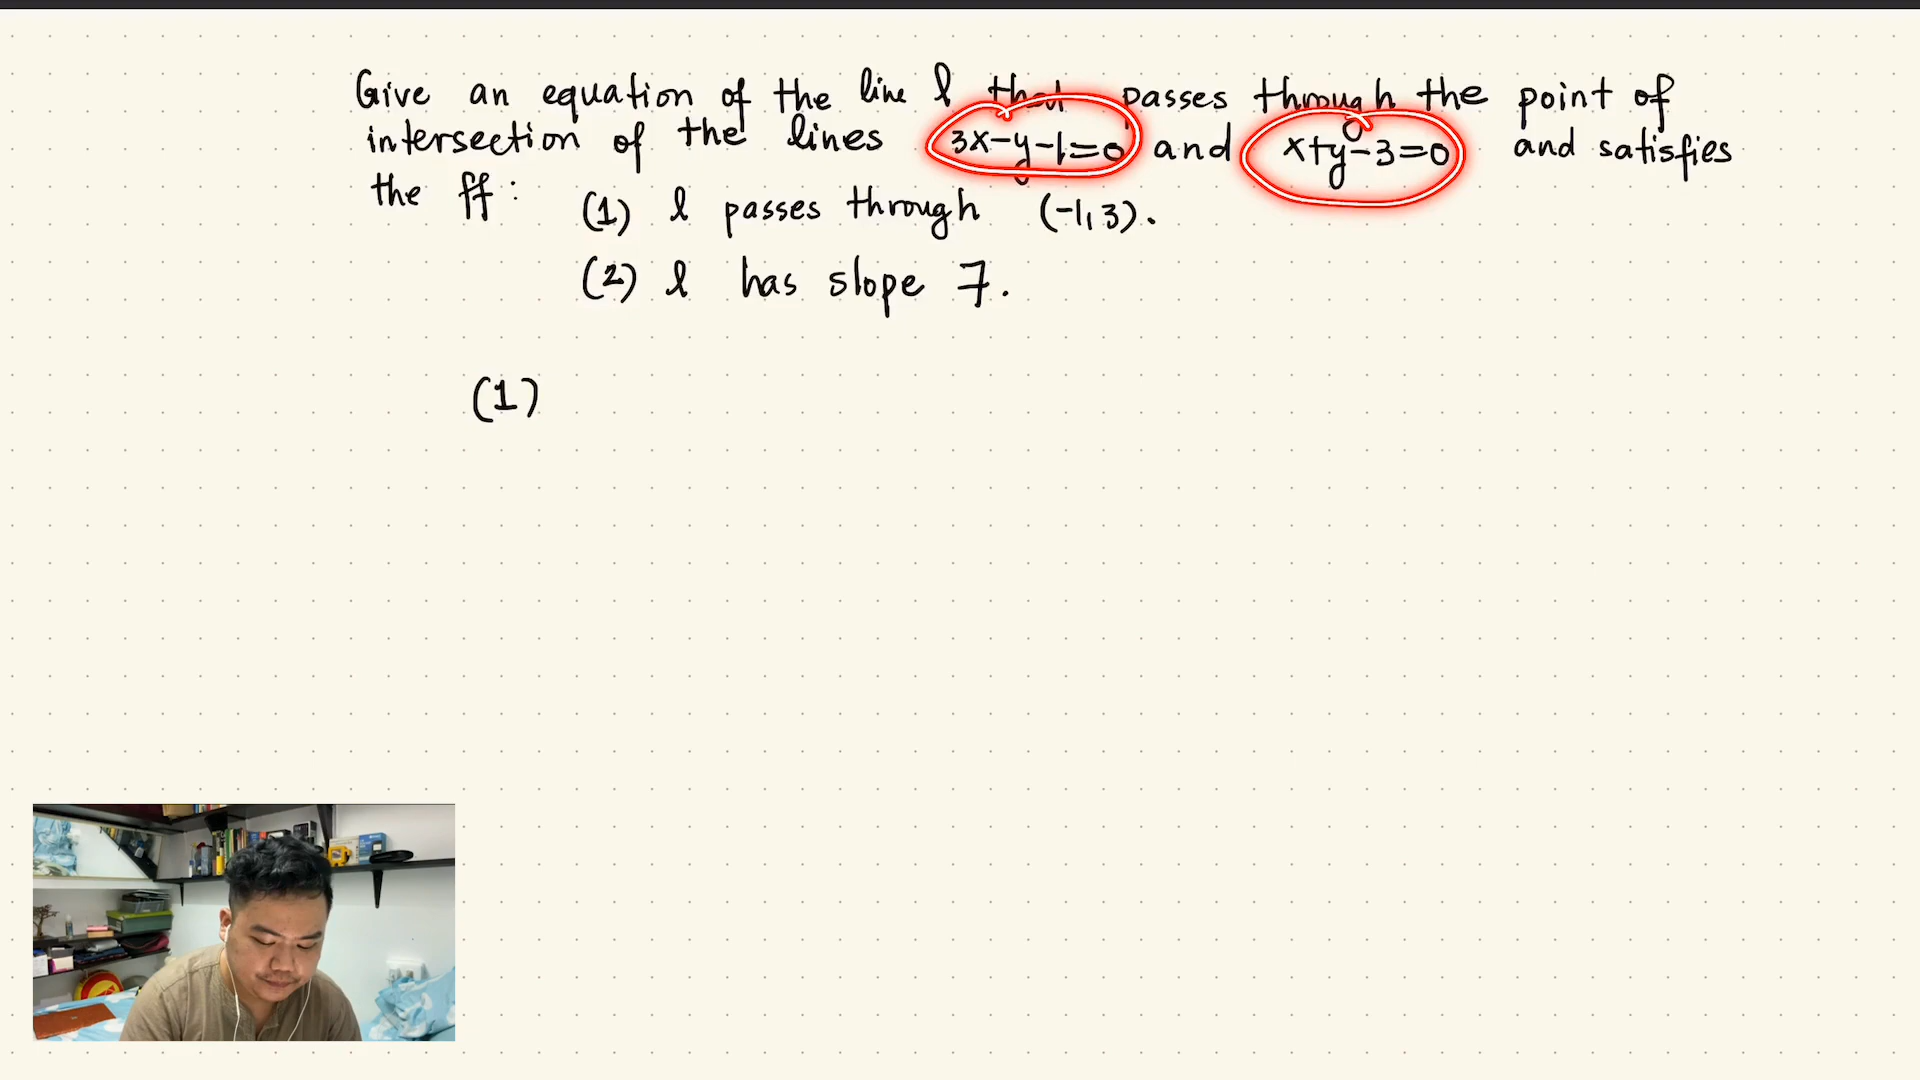 Give an equation of the line l that passes through the point of
intersection of the lines 3x-y-1=0 and x+y-3=0 and satisfies
the ff:
(1) l passes through (-1,3).
(2) l has slope 7.
(1)